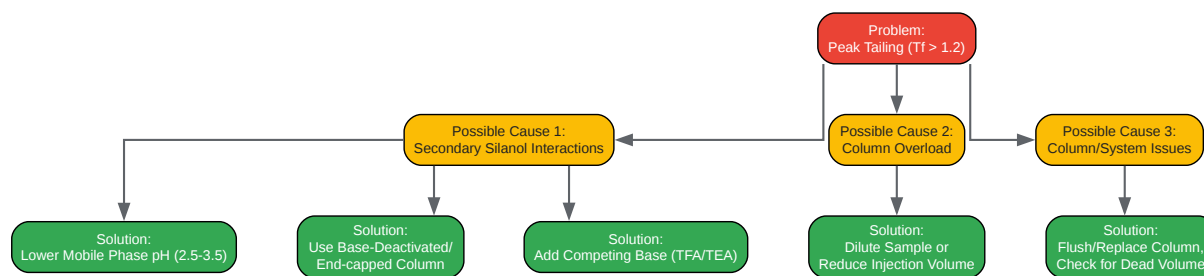 Problem:
Peak Tailing (Tf > 1.2)
Possible Cause 1:
Secondary Silanol Interactions
Possible Cause 2:
Column Overload
Possible Cause 3:
Column/System Issues
Solution:
Lower Mobile Phase pH (2.5-3.5)
Solution:
Use Base-Deactivated/
End-capped Column
Solution:
Add Competing Base (TFA/TEA)
Solution:
Dilute Sample or
Reduce Injection Volume
Solution:
Flush/Replace Column,
Check for Dead Volume